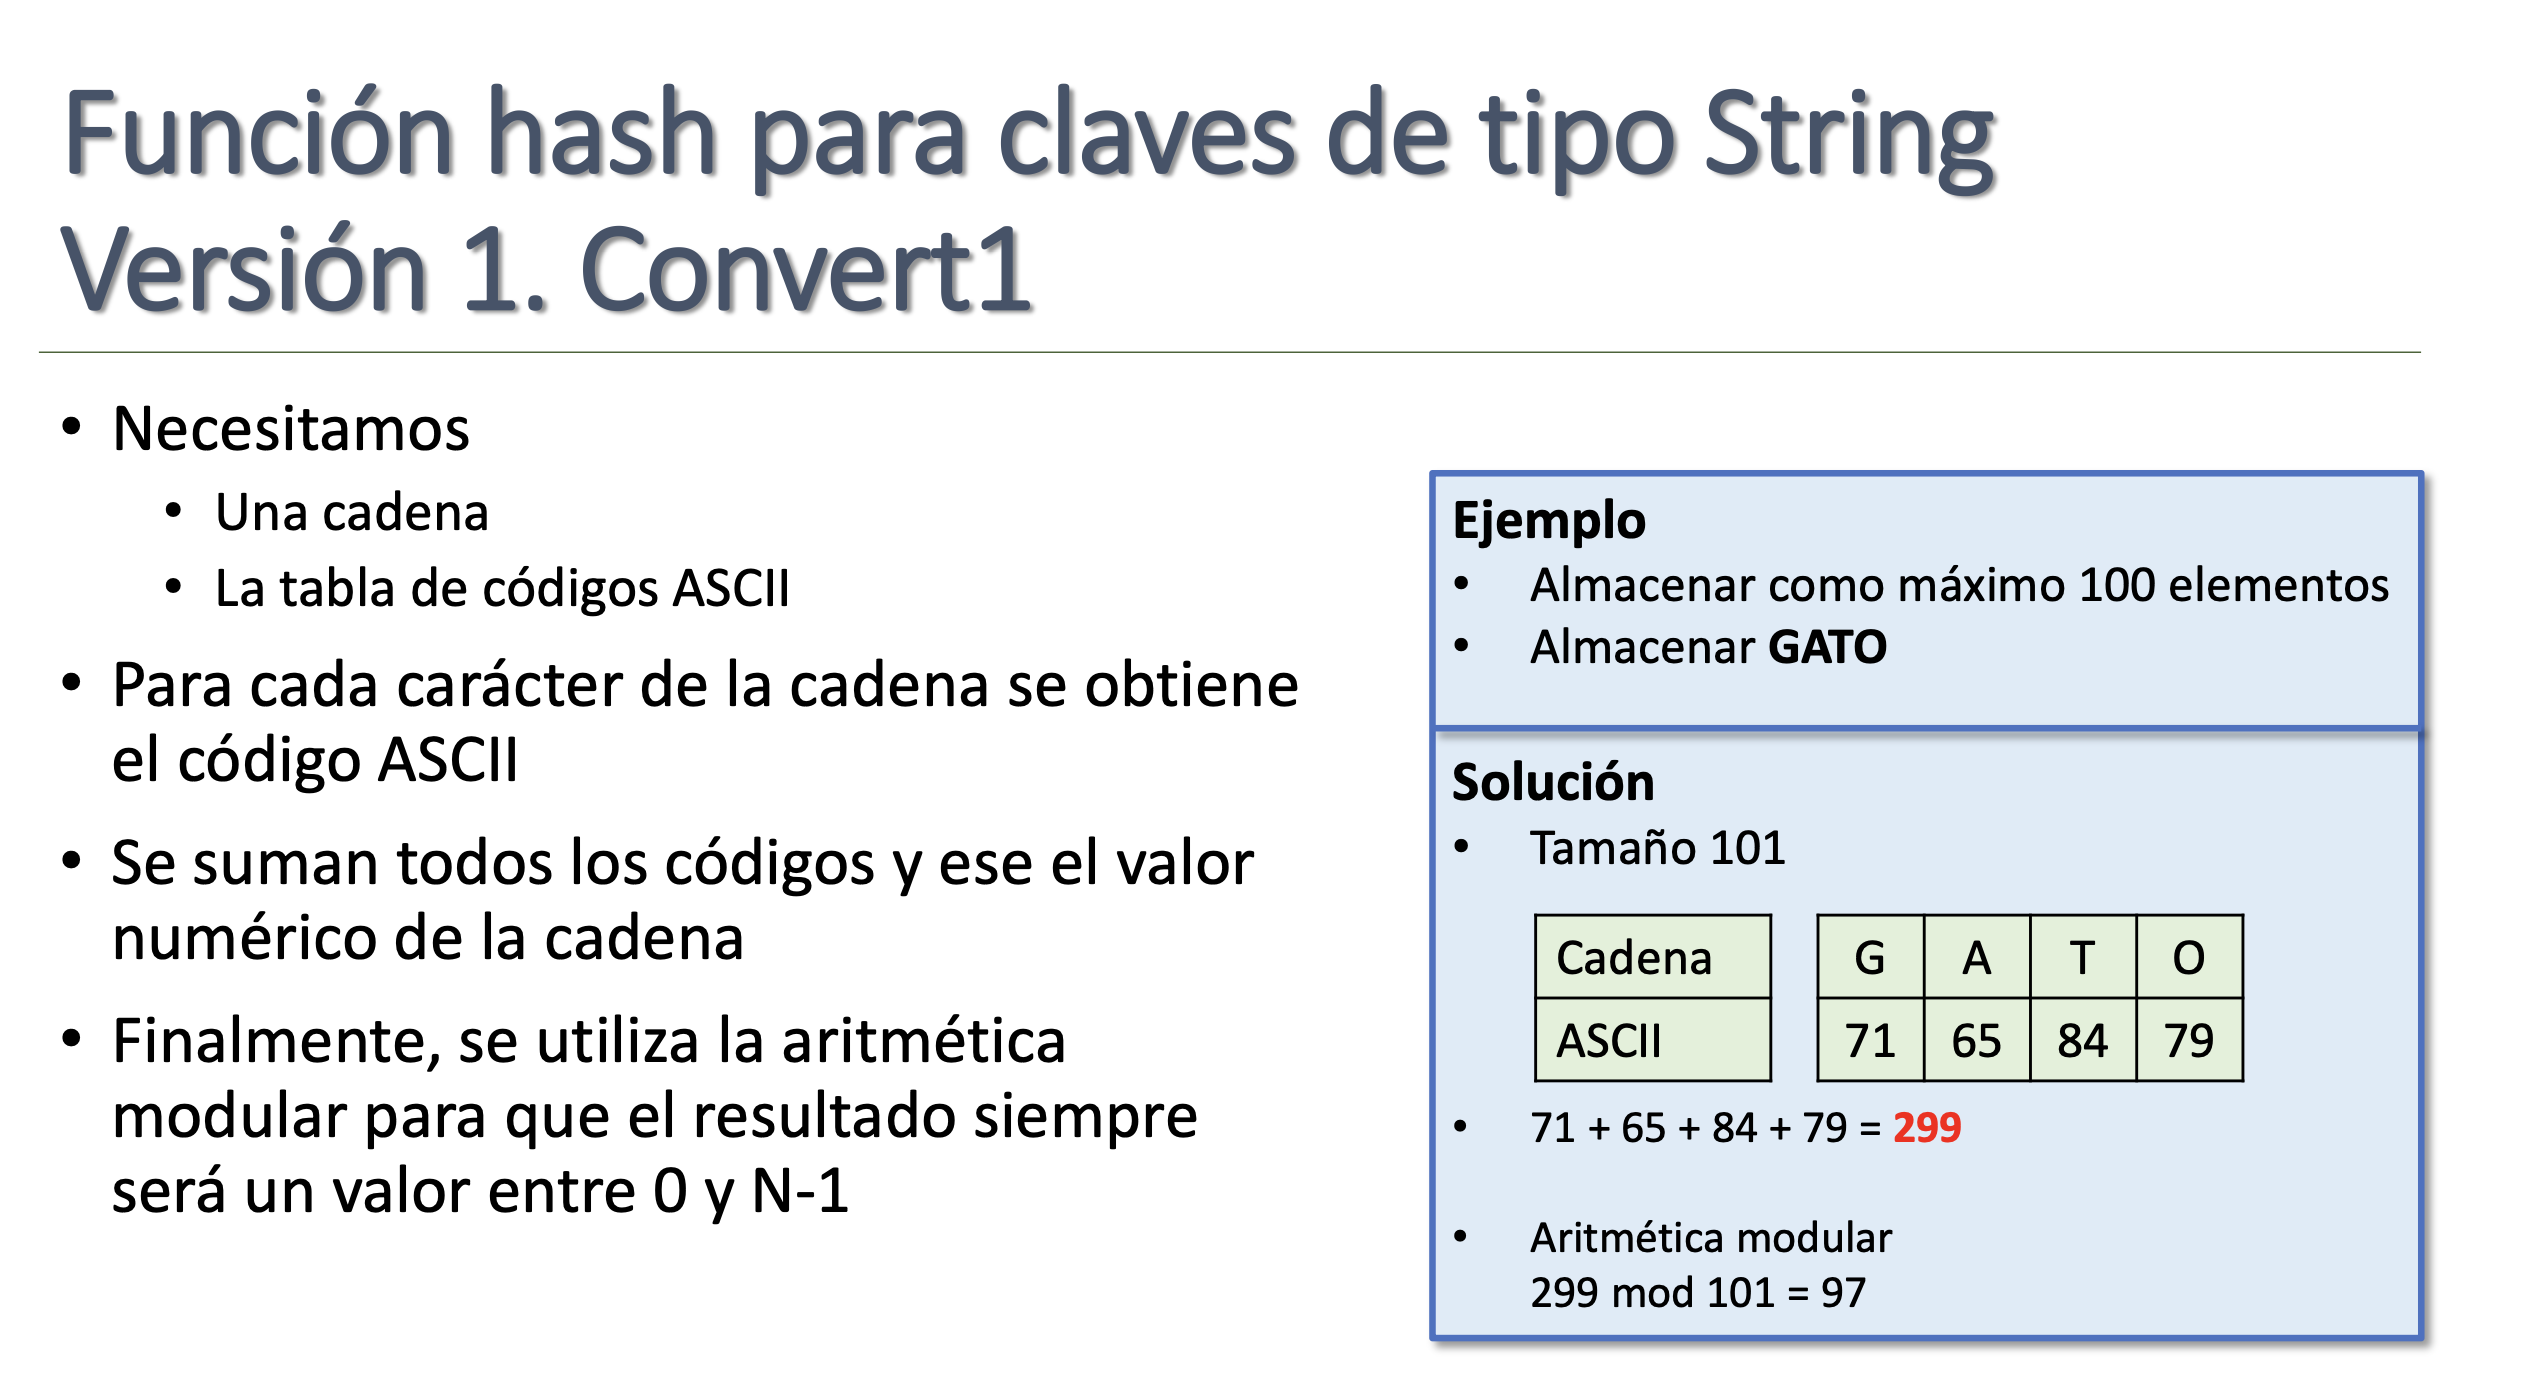 Función hash para claves de tipo String
Versión 1. Convert1
• Necesitamos
• Una cadena
• La tabla de códigos ASCII
• Para cada carácter de la cadena se obtiene
el código ASCII
• Se suman todos los códigos y ese el valor
numérico de la cadena
• Finalmente, se utiliza la aritmética
modular para que el resultado siempre
será un valor entre 0 y N-1
Ejemplo
• Almacenar como máximo 100 elementos
• Almacenar GATO
Solución
• Tamaño 101
Cadena G A T O
ASCII 71 65 84 79
• 71 + 65 + 84 + 79 = 299
• Aritmética modular
299 mod 101 = 97